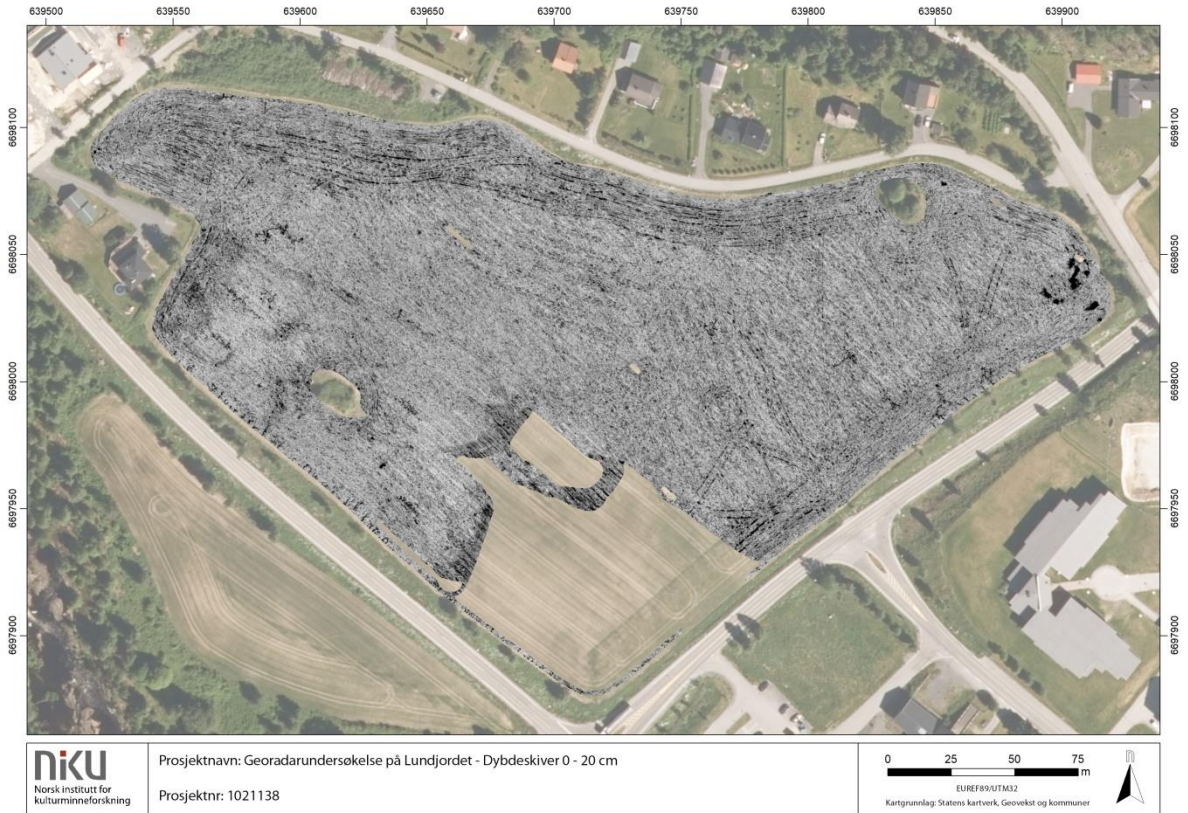 639500 639550 639600 639650 639700 639750 639800 639850 639900
6698100 6698100
6698050 6698050
6698000 6698000
6697950 6697950
6697900 6697900
niku
Norsk institutt for
kulturminneforskning
Prosjektnavn: Georadarundersøkelse på Lundjordet - Dybdeskiver 0 - 20 cm
Prosjektnr: 1021138
0 25 50 75
m
EUREF89/UTM32
Kartgrunnlag: Statens kartverk, Geovekst og kommuner
n